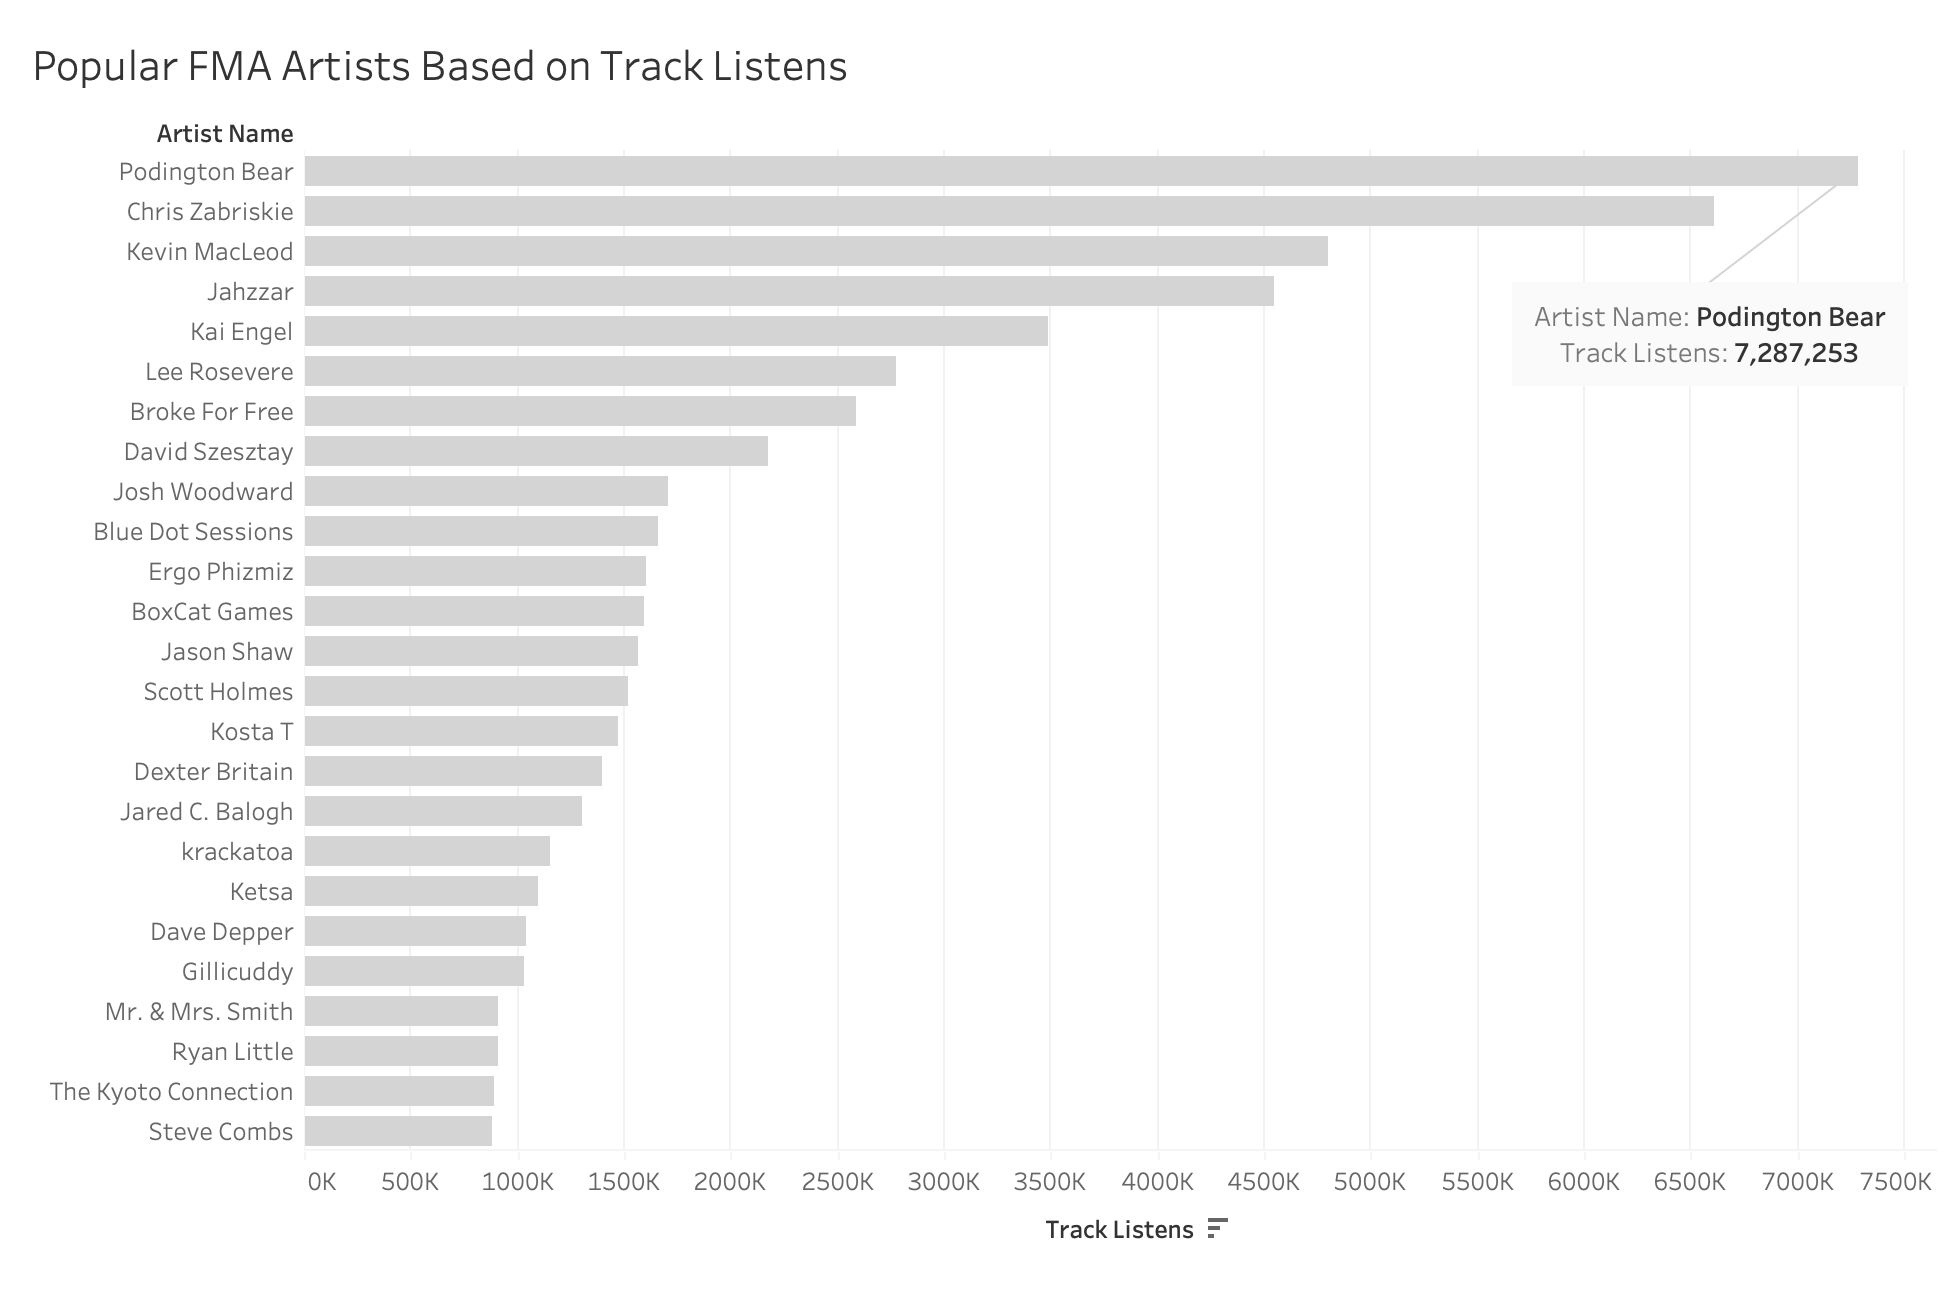 Popular FMA Artists Based on Track Listens
Artist Name
Podington Bear
Chris Zabriskie
Kevin MacLeod
Jahzzar
Artist Name: Podington Bear
Kai Engel
Track Listens: 7,287,253
Lee Rosevere
Broke For Free
David Szesztay
Josh Woodward
Blue Dot Sessions
Ergo Phizmiz
BoxCat Games
Jason Shaw
Scott Holmes
Kosta T
Dexter Britain
Jared C. Balogh
krackatoa
Ketsa
Dave Depper
Gillicuddy
Mr. & Mrs. Smith
Ryan Little
The Kyoto Connection
Steve Combs
0K 500K 1000K 1500K 2000K 2500K 3000K 3500K 4000K 4500K 5000K 5500K 6000K 6500K 7000K 7500K
Track Listens